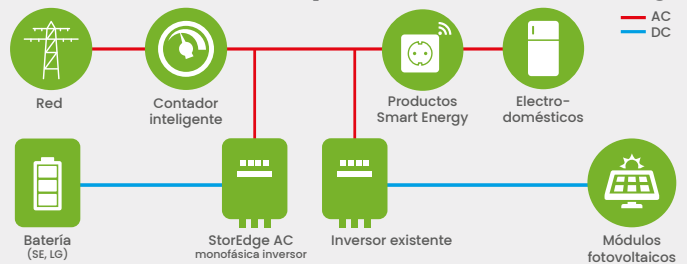 AC
DC
Red
Contador
inteligente
Productos
Smart Energy
Electro-
domésticos
Batería
(SE, LG)
StorEdge AC
monofásica inversor
Inversor existente
Módulos
fotovoltaicos